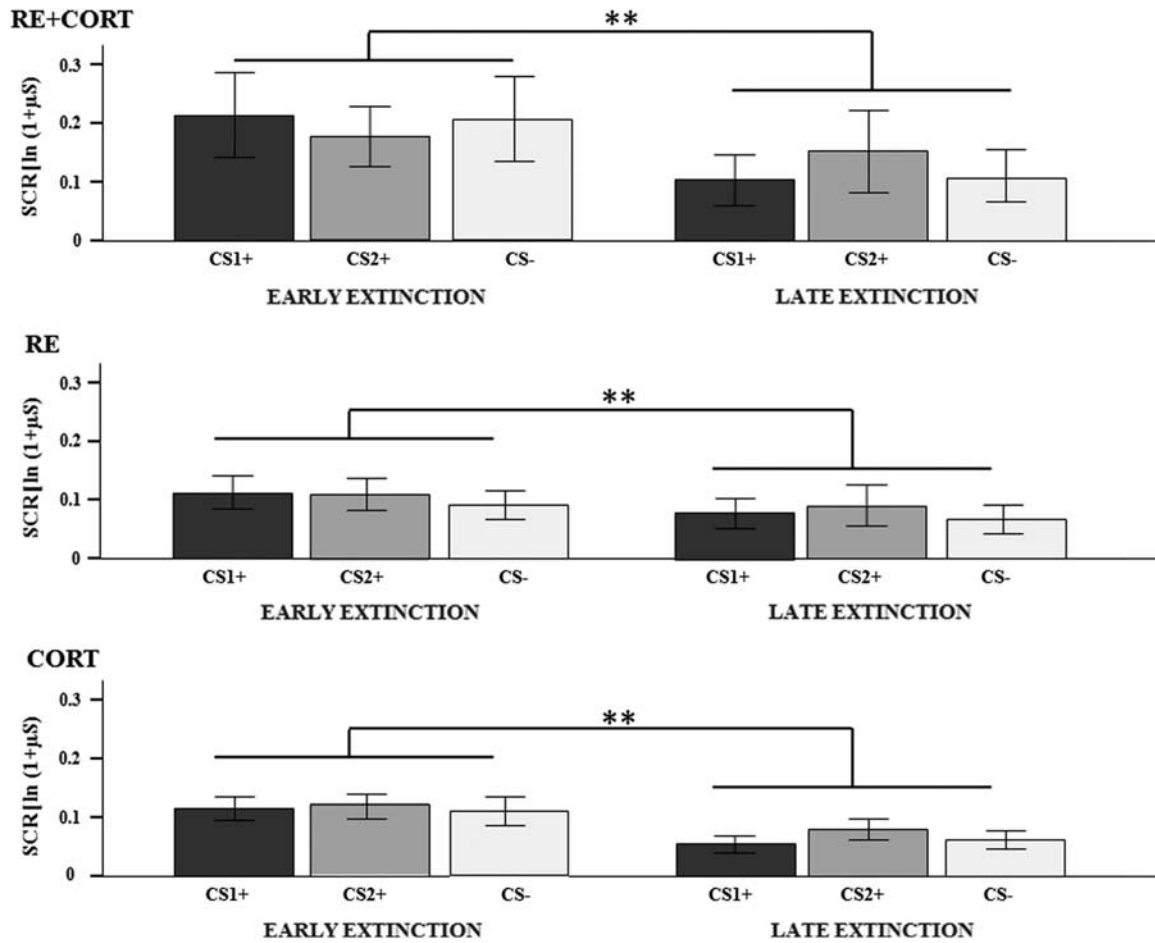 RE+CORT
**
SCR[ln (1+µS)
0.3
0.2
0.1
0
CS1+ CS2+ CS- CS1+ CS2+ CS-
EARLY EXTINCTION LATE EXTINCTION
RE
**
SCR[ln (1+µS)
0.3
0.2
0.1
0
CS1+ CS2+ CS- CS1+ CS2+ CS-
EARLY EXTINCTION LATE EXTINCTION
CORT
**
SCR[ln (1+µS)
0.3
0.2
0.1
0
CS1+ CS2+ CS- CS1+ CS2+ CS-
EARLY EXTINCTION LATE EXTINCTION